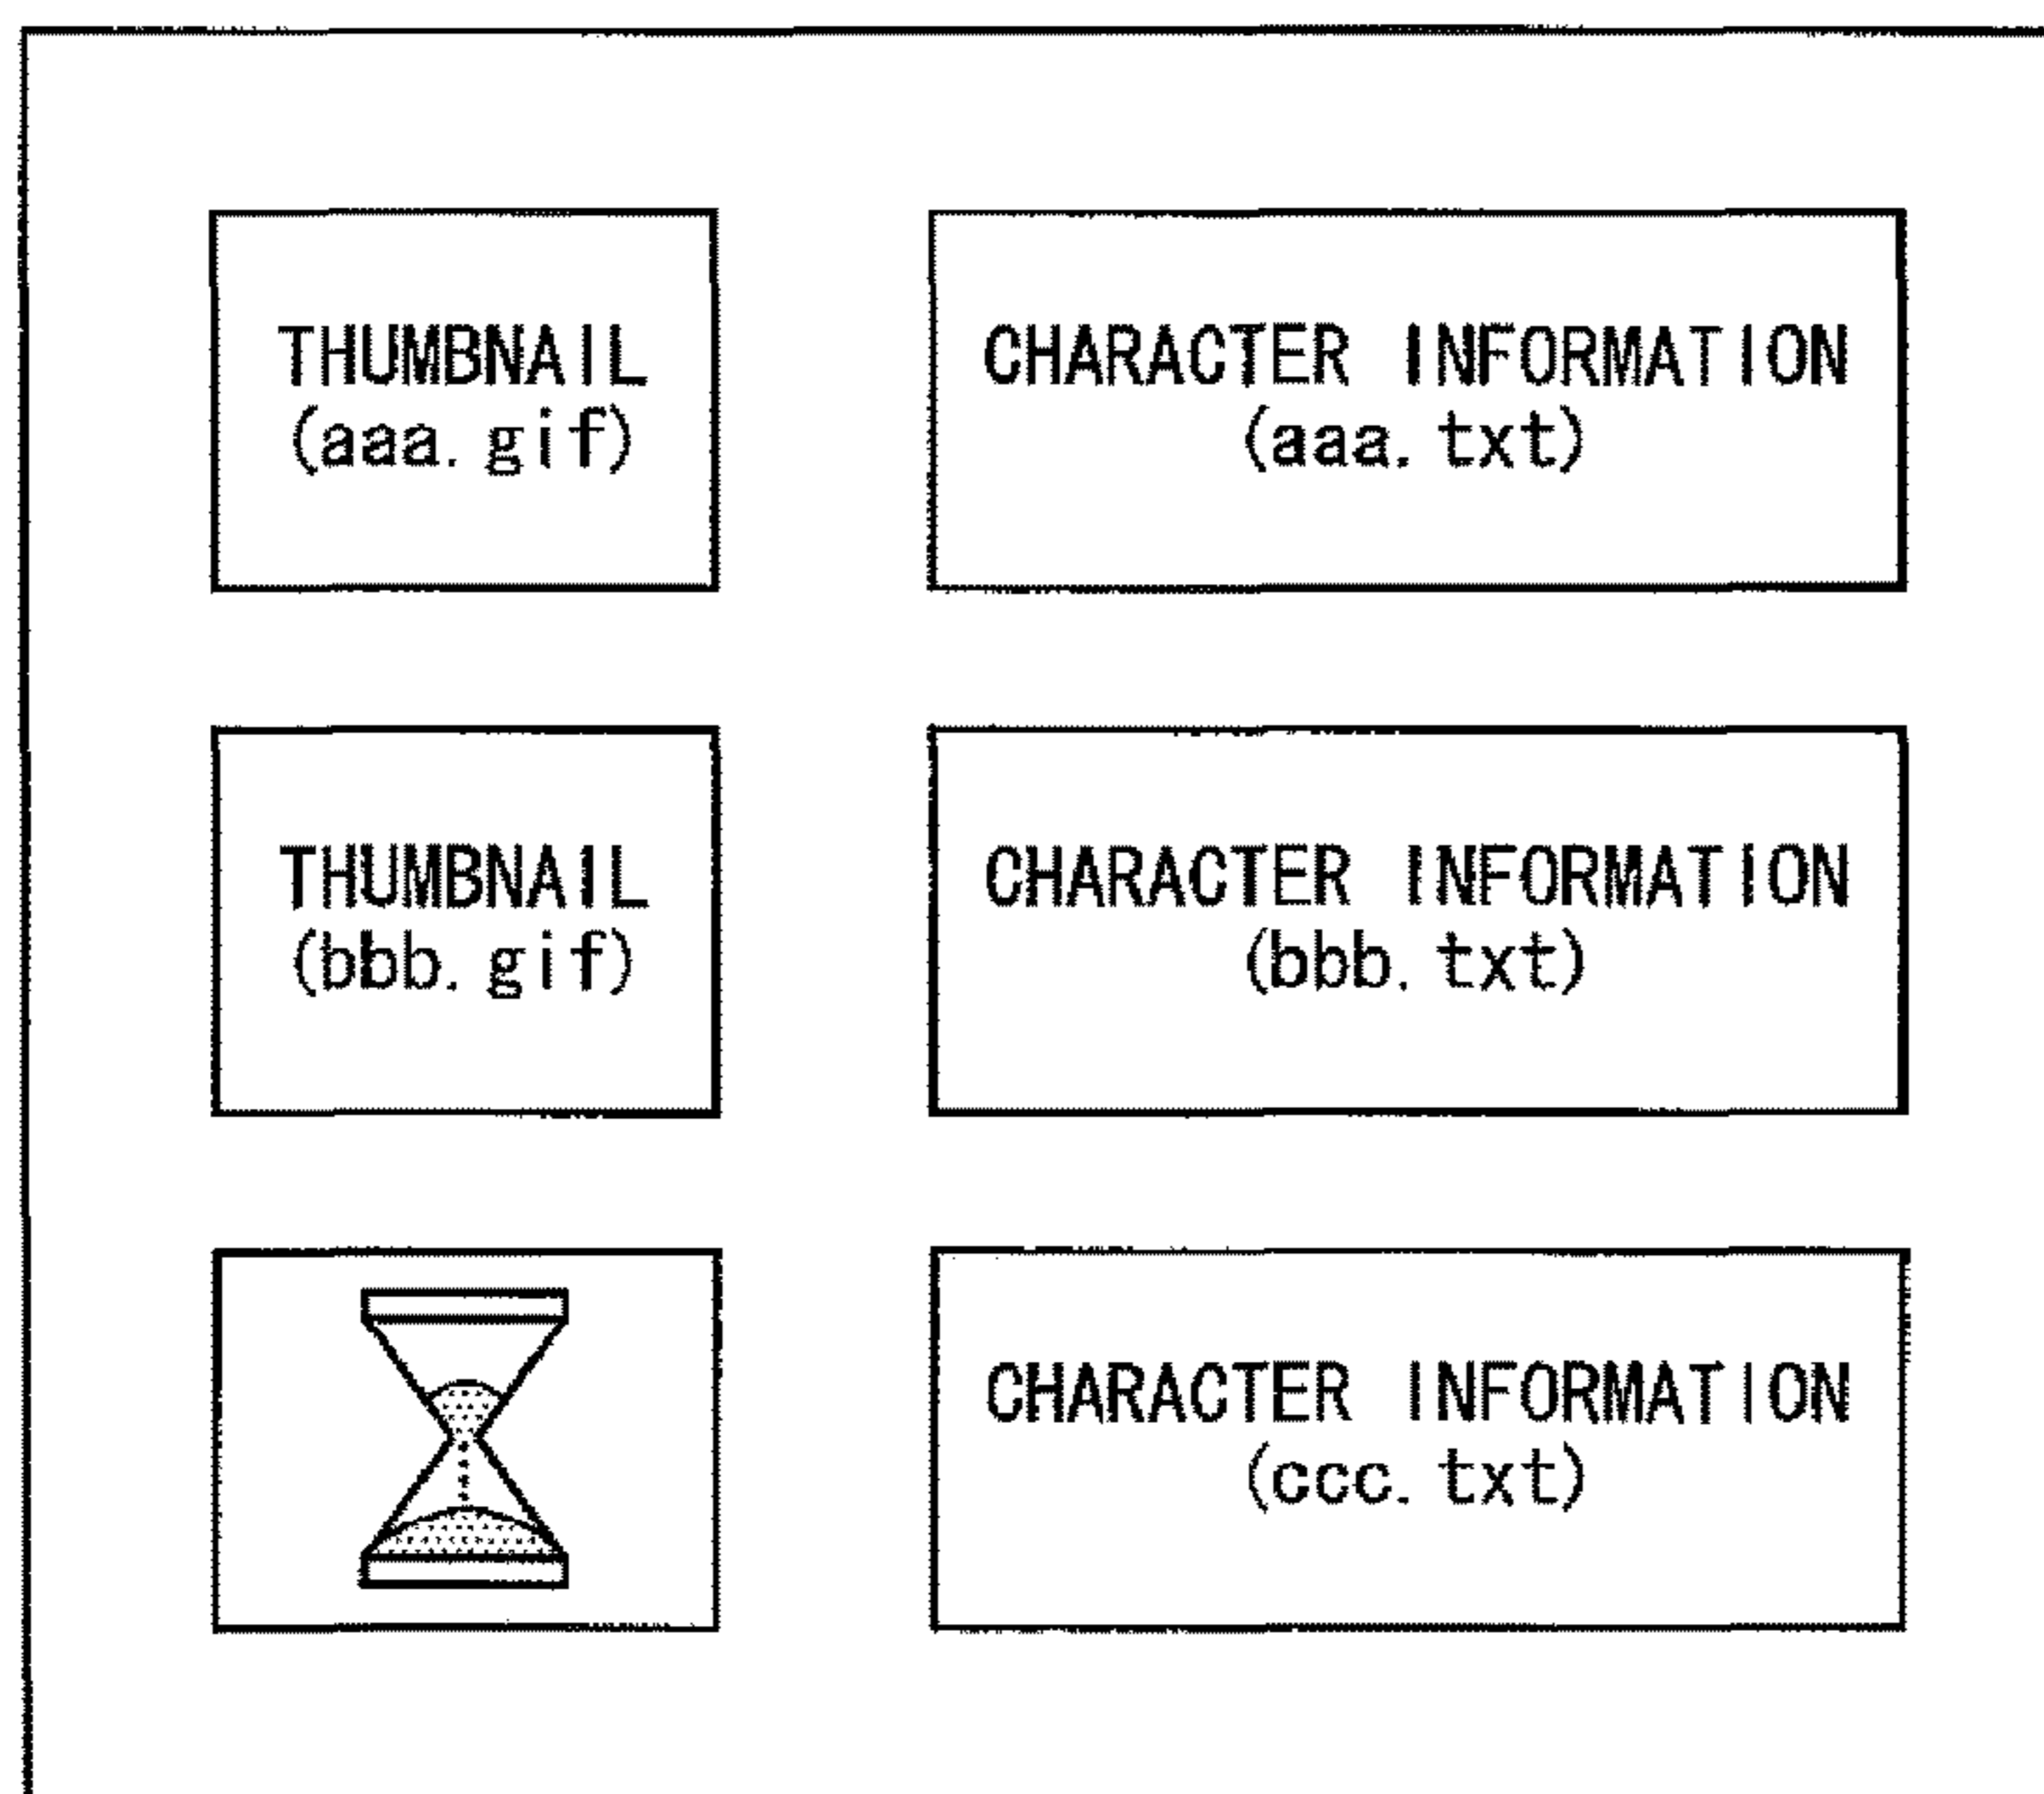 THUMBNAIL
(aaa.gif)
CHARACTER INFORMATION
(aaa.txt)
THUMBNAIL
(bbb.gif)
CHARACTER INFORMATION
(bbb.txt)
CHARACTER INFORMATION
(ccc.txt)